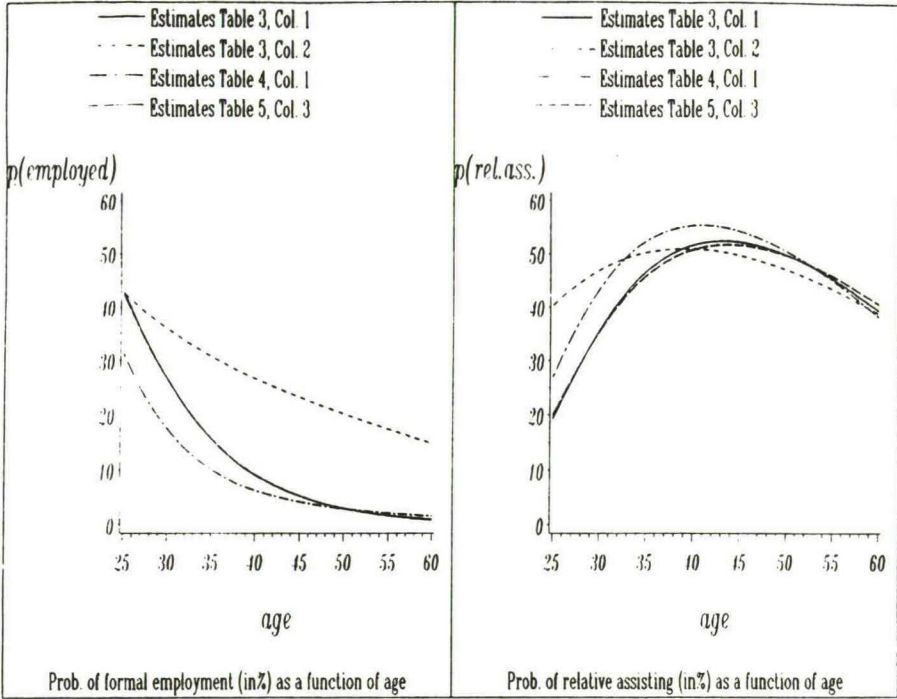 Estimates Table 3, Col. 1
Estimates Table 3, Col. 2
Estimates Table 4, Col. 1
Estimates Table 5, Col. 3
p(employed)
60
50
40
30
20
10
0
25 30 35 40 45 50 55 60
age
Prob. of formal employment (in%) as a function of age
Estimates Table 3, Col. 1
Estimates Table 3, Col. 2
Estimates Table 4, Col. 1
Estimates Table 5, Col. 3
p(rel.ass.)
60
50
40
30
20
10
0
25 30 35 40 45 50 55 60
age
Prob. of relative assisting (in%) as a function of age